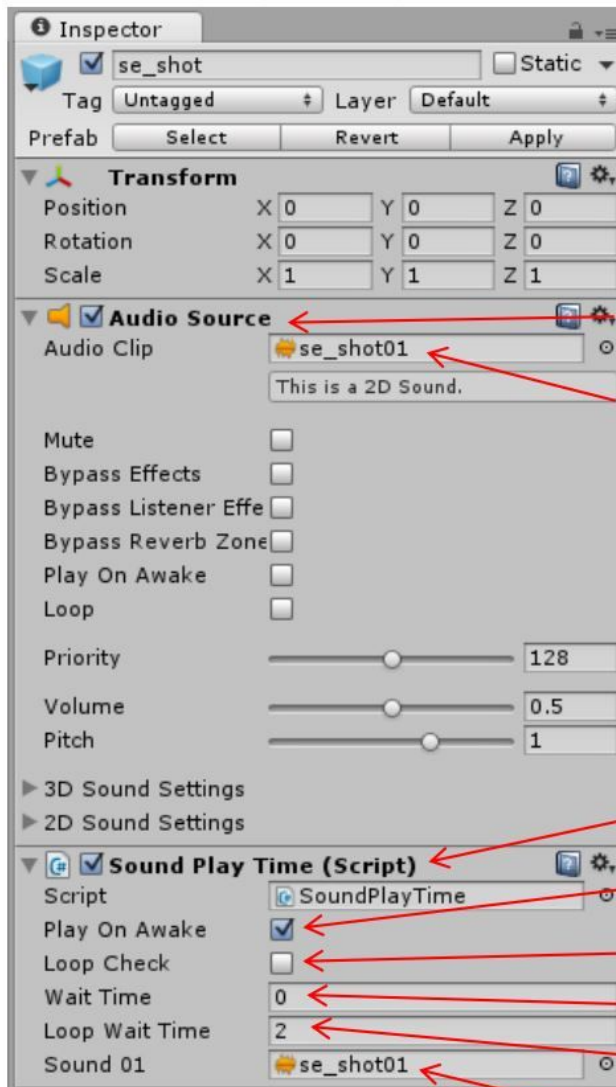 Inspector
se_shot Static
Tag Untagged Layer Default
Prefab Select Revert Apply
Transform
Position X 0 Y 0 Z 0
Rotation X 0 Y 0 Z 0
Scale X 1 Y 1 Z 1
Audio Source
Audio Clip se_shot01
This is a 2D Sound.
Mute
Bypass Effects
Bypass Listener Effe
Bypass Reverb Zone
Play On Awake
Loop
Priority 128
Volume 0.5
Pitch 1
3D Sound Settings
2D Sound Settings
Sound Play Time (Script)
Script SoundPlayTime
Play On Awake
Loop Check
Wait Time 0
Loop Wait Time 2
Sound 01 se_shot01